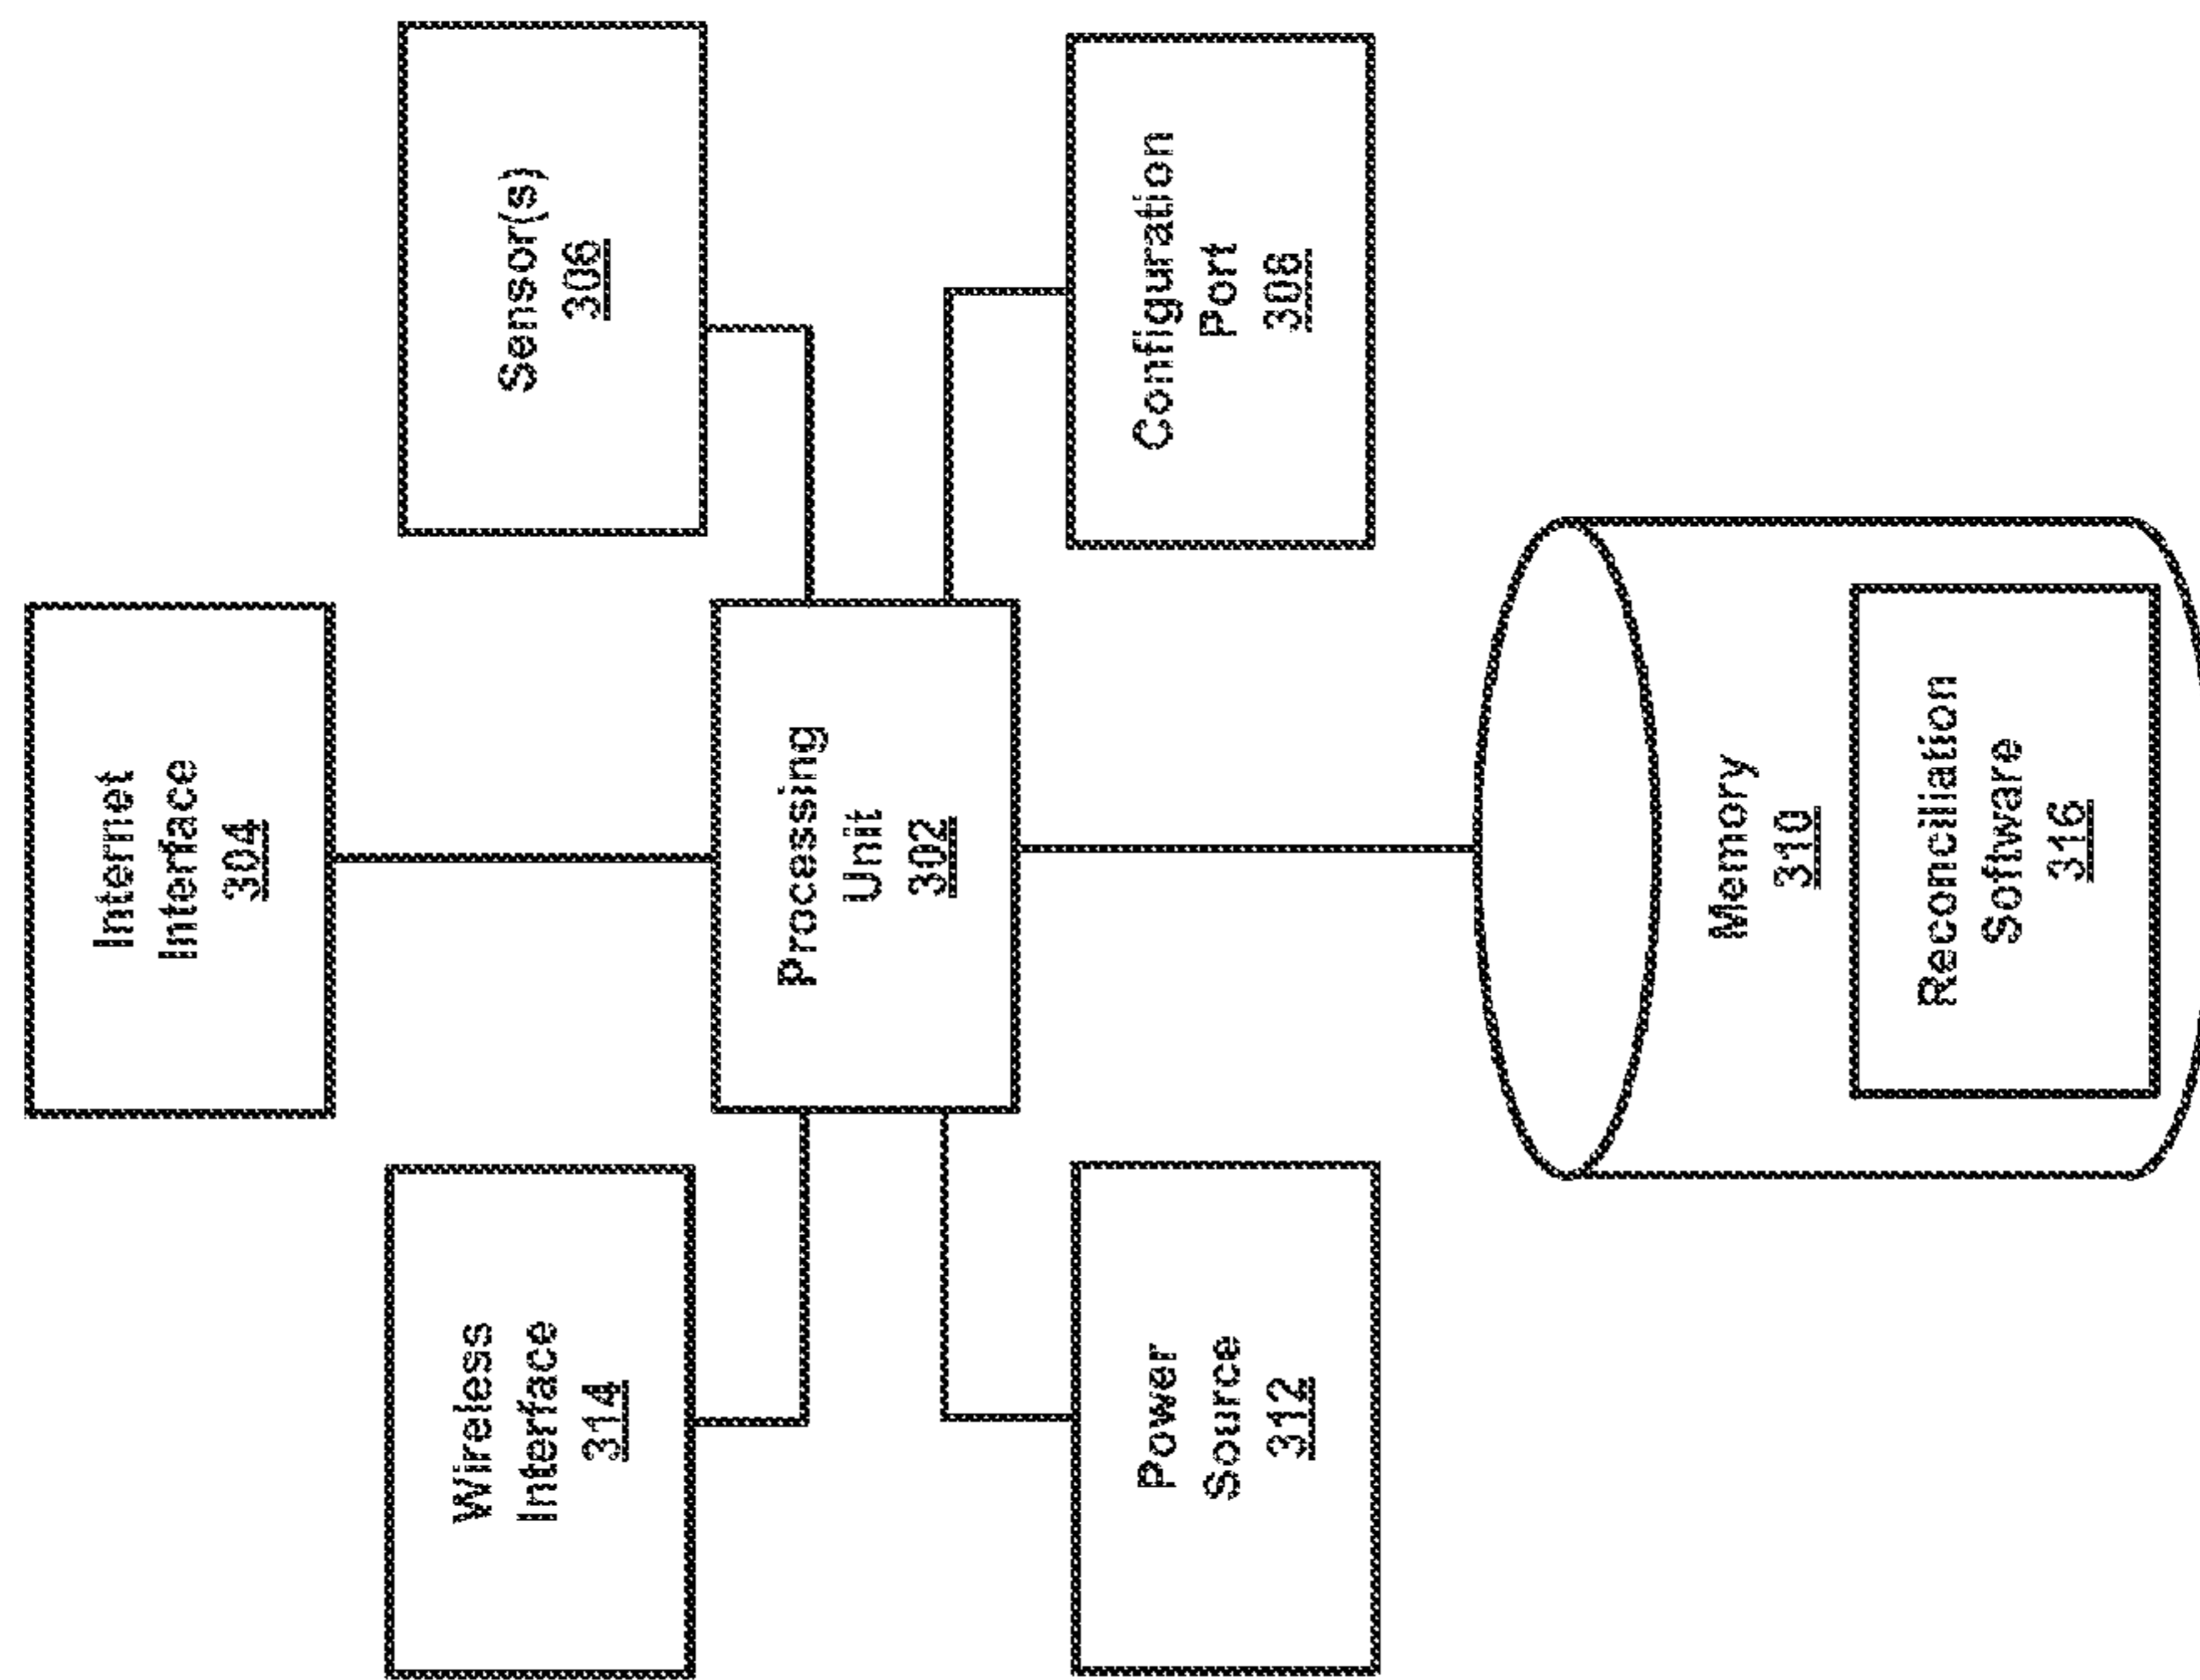 Internet
Interface
304
Wireless
Interface
314
Sensor(s)
306
Processing
Unit
302
Power
Source
312
Configuration
Port
308
Memory
310
Reconciliation
Software
316